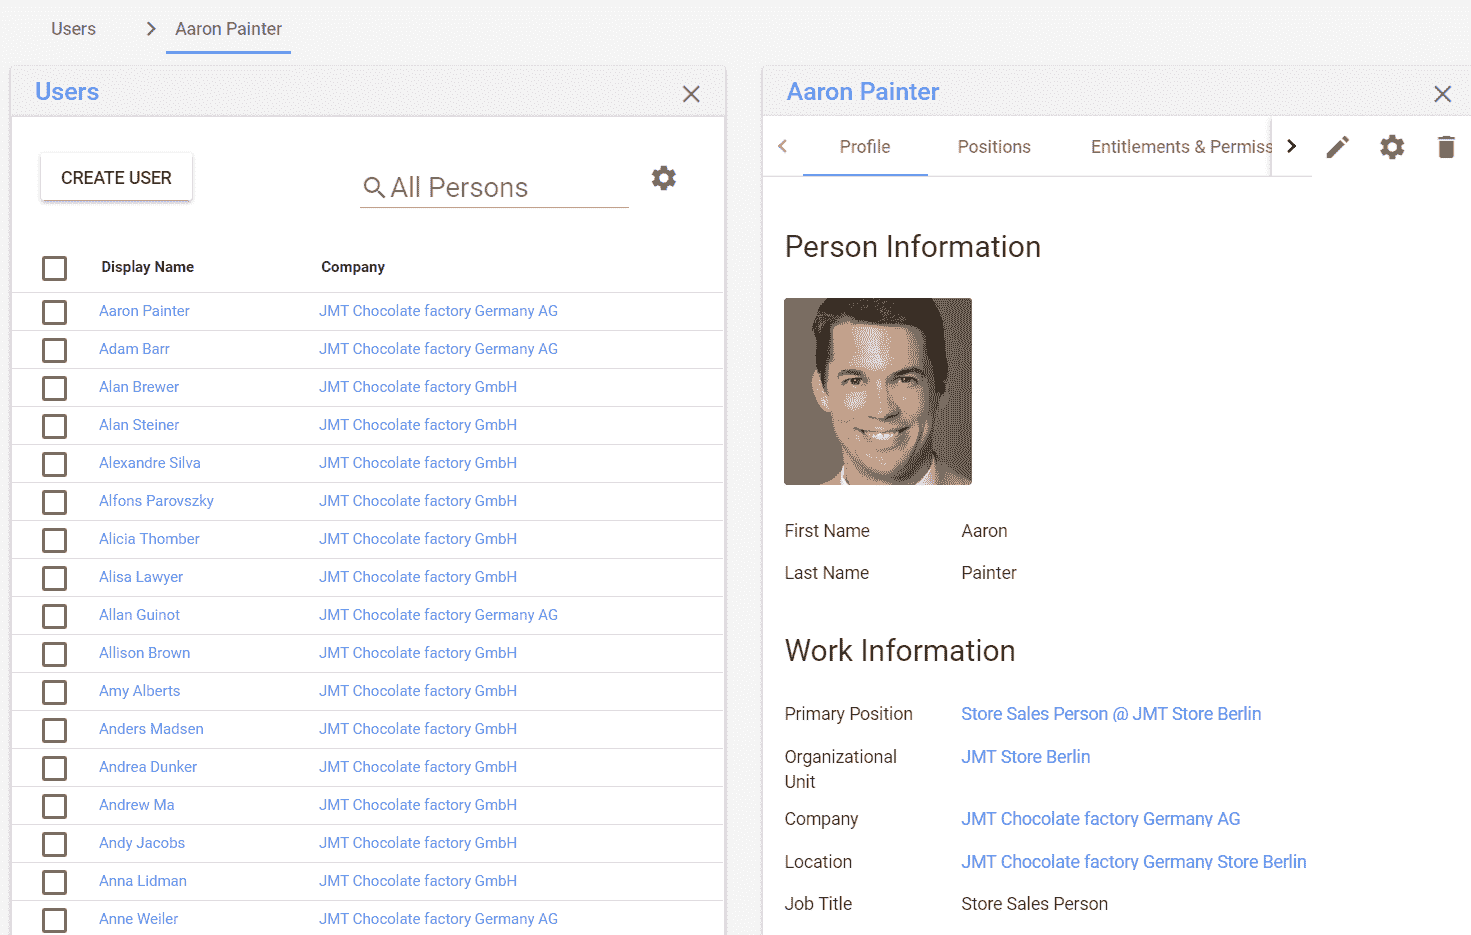 Users
Aaron Painter
Users
CREATE USER
All Persons
Display Name Company
Aaron Painter JMT Chocolate factory Germany AG
Adam Barr JMT Chocolate factory Germany AG
Alan Brewer JMT Chocolate factory GmbH
Alan Steiner JMT Chocolate factory GmbH
Alexandre Silva JMT Chocolate factory GmbH
Alfons Parovszky JMT Chocolate factory GmbH
Alicia Thomber JMT Chocolate factory GmbH
Alisa Lawyer JMT Chocolate factory GmbH
Allan Guinot JMT Chocolate factory Germany AG
Allison Brown JMT Chocolate factory GmbH
Amy Alberts JMT Chocolate factory GmbH
Anders Madsen JMT Chocolate factory GmbH
Andrea Dunker JMT Chocolate factory GmbH
Andrew Ma JMT Chocolate factory GmbH
Andy Jacobs JMT Chocolate factory GmbH
Anna Lidman JMT Chocolate factory GmbH
Anne Weiler JMT Chocolate factory Germany AG
Aaron Painter
Profile Positions Entitlements & Permiss
Person Information
First Name Aaron
Last Name Painter
Work Information
Primary Position Store Sales Person @ JMT Store Berlin
Organizational JMT Store Berlin
Unit
Company JMT Chocolate factory Germany AG
Location JMT Chocolate factory Germany Store Berlin
Job Title Store Sales Person